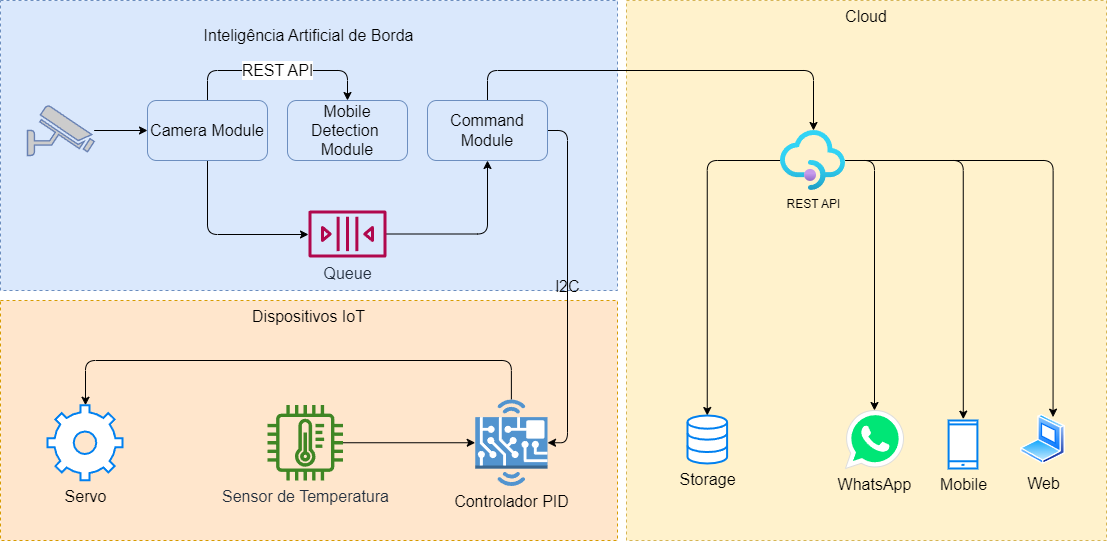 Inteligência Artificial de Borda
REST API
Camera Module
Mobile
Detection
Module
Command
Module
Queue
I2C
Dispositivos IoT
Servo
Sensor de Temperatura
Controlador PID
Cloud
REST API
Storage
WhatsApp
Mobile
Web